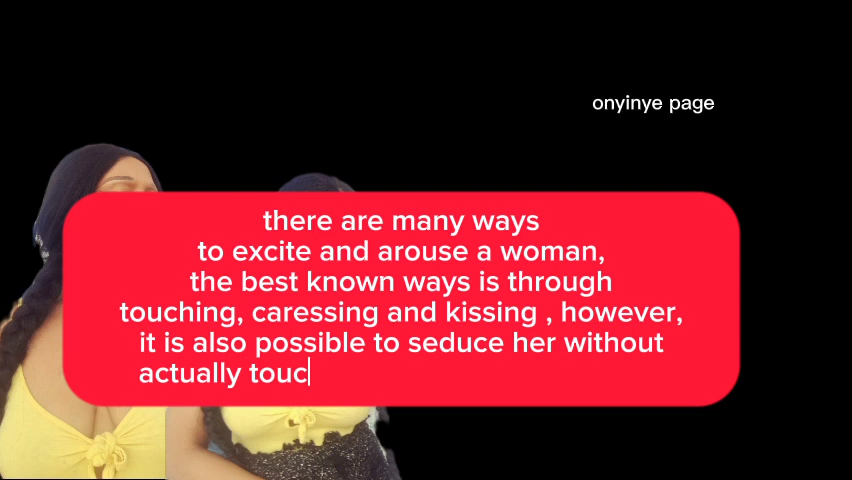 onyinye page
there are many ways
to excite and arouse a woman,
the best known ways is through
touching, caressing and kissing , however,
it is also possible to seduce her without
actually touc